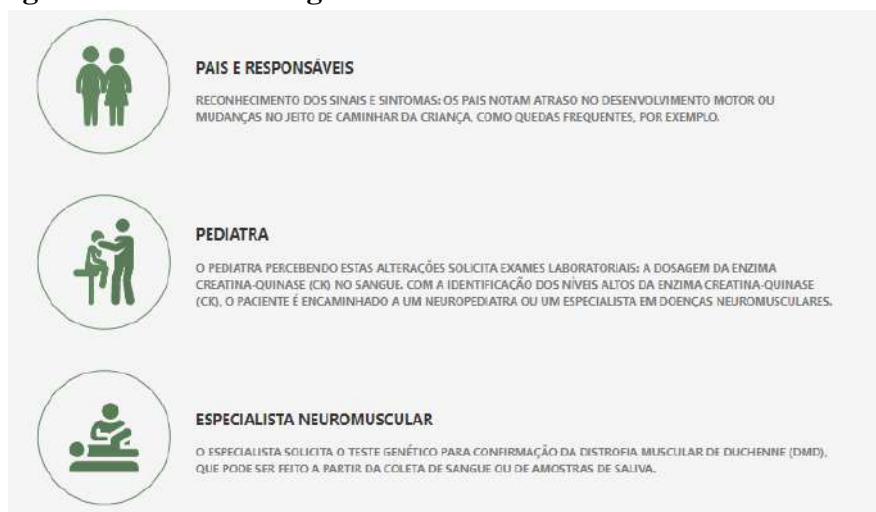 PAIS E RESPONSÁVEIS
RECONHECIMENTO DOS SINAIS E SINTOMAS: OS PAIS NOTAM ATRASO NO DESENVOLVIMENTO MOTOR OU
MUDANÇAS NO JEITO DE CAMINHAR DA CRIANÇA, COMO QUEDAS FREQUENTES, POR EXEMPLO.
PEDIATRA
O PEDIATRA PERCEBENDO ESTAS ALTERAÇÕES SOLICITA EXAMES LABORATORIAIS: A DOSAGEM DA ENZIMA
CREATINA-QUINASE (CK) NO SANGUE. COM A IDENTIFICAÇÃO DOS NÍVEIS ALTOS DA ENZIMA CREATINA-QUINASE
(CK), O PACIENTE É ENCAMINHADO A UM NEUROPEDIATRA OU UM ESPECIALISTA EM DOENÇAS NEUROMUSCULARES.
ESPECIALISTA NEUROMUSCULAR
O ESPECIALISTA SOLICITA O TESTE GENÉTICO PARA CONFIRMAÇÃO DA DISTROFIA MUSCULAR DE DUCHENNE (DMD),
QUE PODE SER FEITO A PARTIR DA COLETA DE SANGUE OU DE AMOSTRAS DE SALIVA.